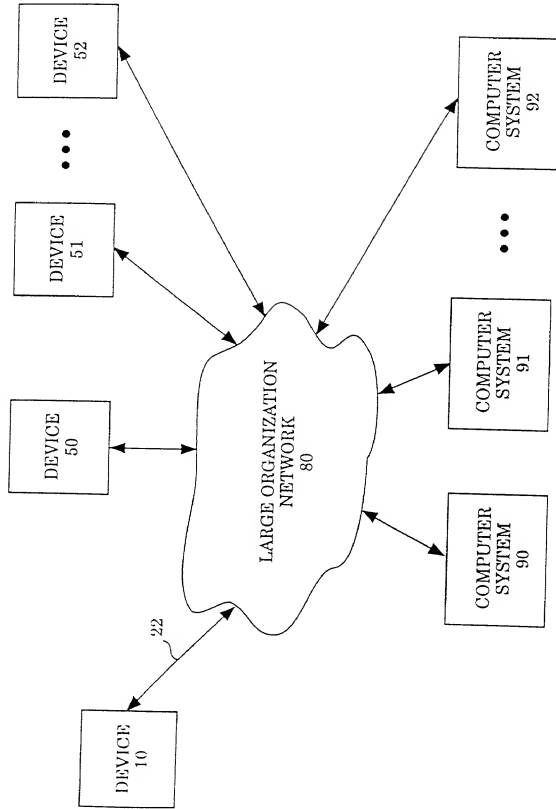 DEVICE
10
22
DEVICE
50
DEVICE
51
DEVICE
52
LARGE ORGANIZATION
NETWORK
80
COMPUTER
SYSTEM
90
COMPUTER
SYSTEM
91
COMPUTER
SYSTEM
92